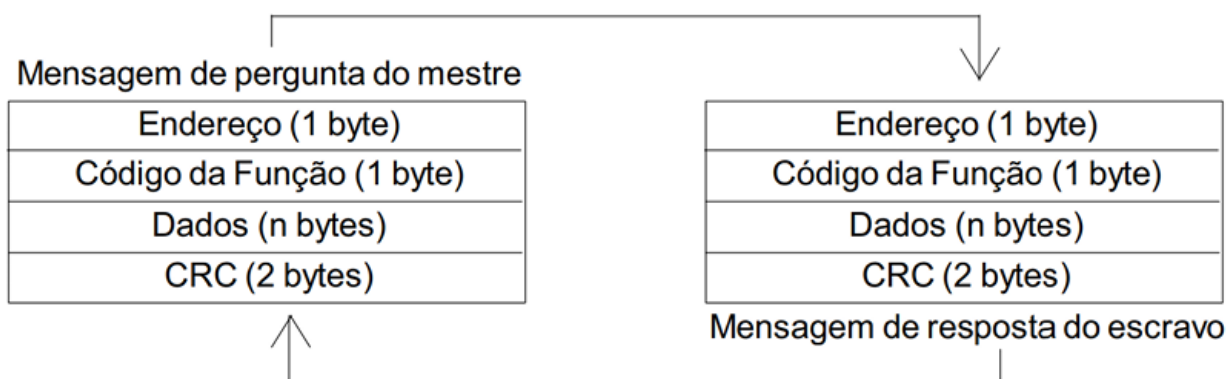 Mensagem de pergunta do mestre
Endereço (1 byte)
Código da Função (1 byte)
Dados (n bytes)
CRC (2 bytes)
Endereço (1 byte)
Código da Função (1 byte)
Dados (n bytes)
CRC (2 bytes)
Mensagem de resposta do escravo